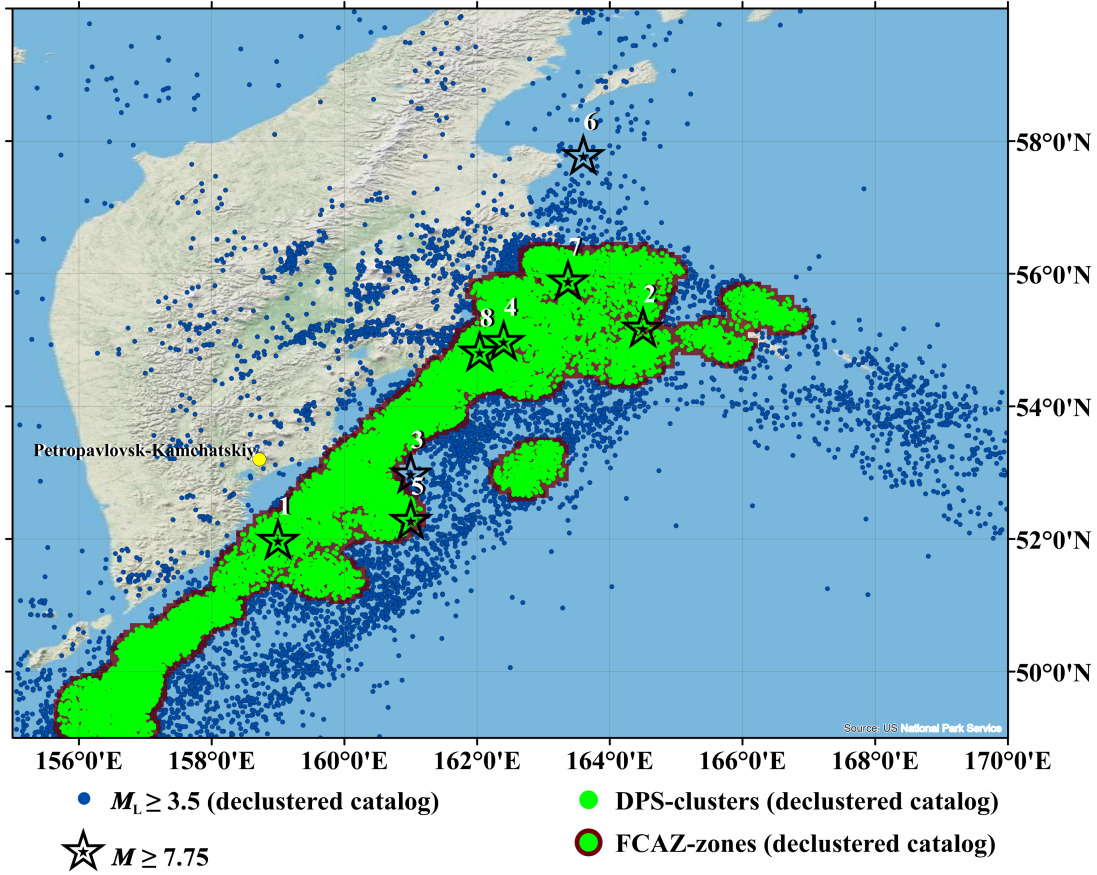 6
58°0'N
7
56°0'N
2
4
8
54°0'N
3
Petropavlovsk-Kamchatskiy
5
1
52°0'N
50°0'N
Source: US National Park Service
156°0'E 158°0'E 160°0'E 162°0'E 164°0'E 166°0'E 168°0'E 170°0'E
M_L ≥ 3.5 (declustered catalog)
DPS-clusters (declustered catalog)
M ≥ 7.75
FCAZ-zones (declustered catalog)